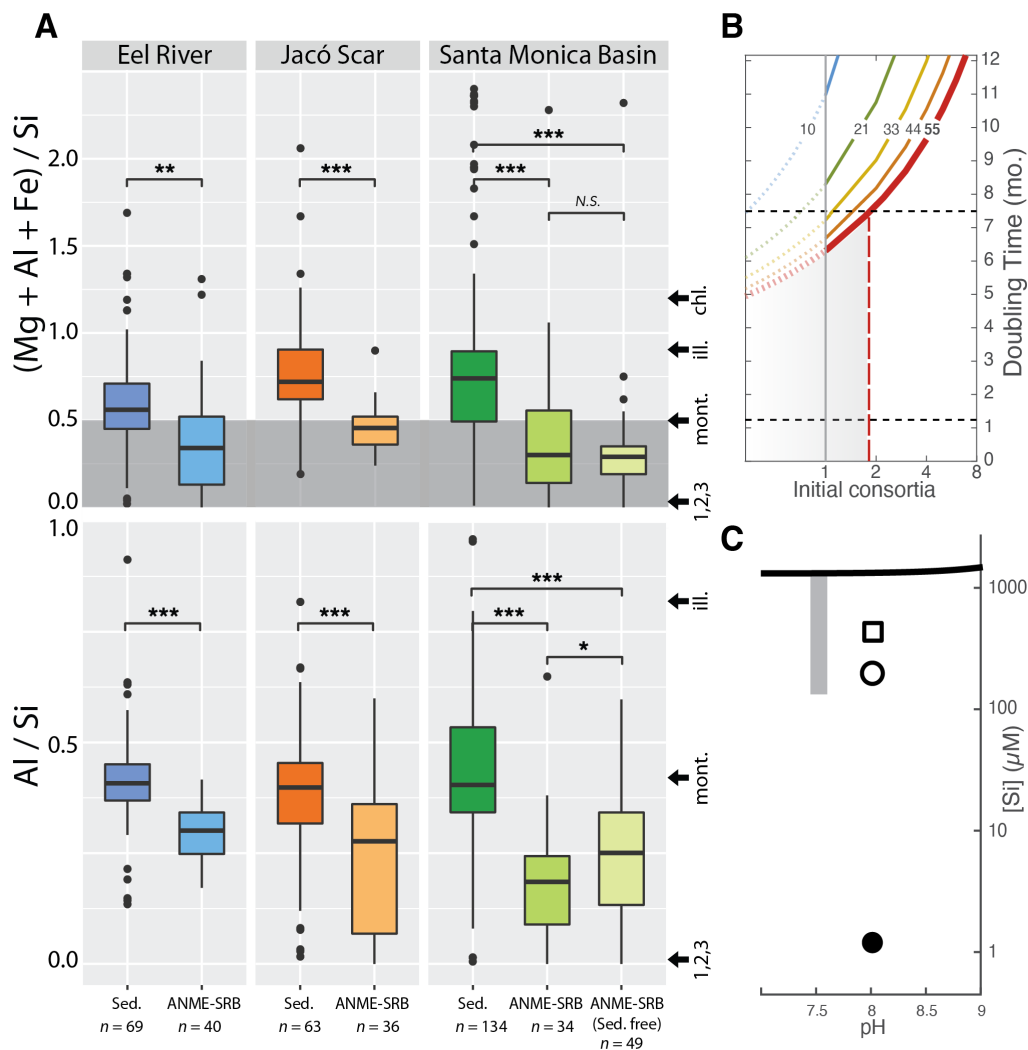 A
Eel River
Jacó Scar
Santa Monica Basin
(Mg + Al + Fe) / Si
2.0
1.5
1.0
0.5
0.0
**
***
***
***
N.S.
chl.
ill.
mont.
1,2,3
Al / Si
1.0
0.5
0.0
***
***
***
***
*
ill.
mont.
1,2,3
Sed.
n = 69
ANME-SRB
n = 40
Sed.
n = 63
ANME-SRB
n = 36
Sed.
n = 134
ANME-SRB
n = 34
ANME-SRB
(Sed. free)
n = 49
B
10
21
33
44
55
12
11
10
9
8
7
6
5
4
3
2
1
0
Doubling Time (mo.)
1
2
4
8
Initial consortia
C
1000
100
10
1
[Si] (µM)
7.5
8
8.5
9
pH